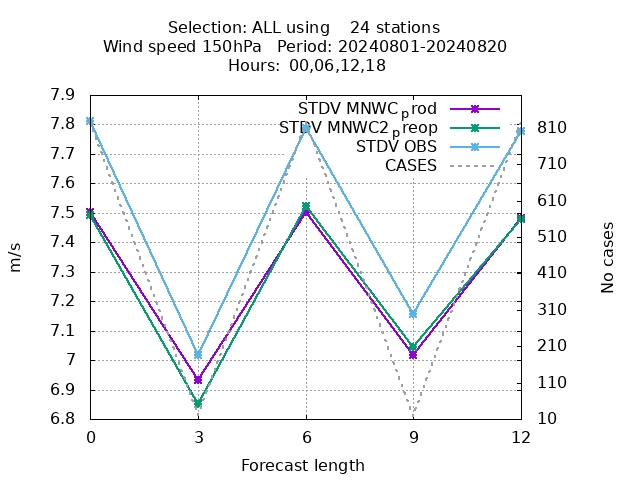 Selection: ALL using    24 stations
Wind speed 150hPa   Period: 20240801-20240820
Hours: 00,06,12,18
STDV MNWC_prod
STDV MNWC2_preop
STDV OBS
CASES
7.9
7.8
7.7
7.6
7.5
7.4
7.3
7.2
7.1
7
6.9
6.8
m/s
810
710
610
510
410
310
210
110
10
No cases
0 3 6 9 12
Forecast length